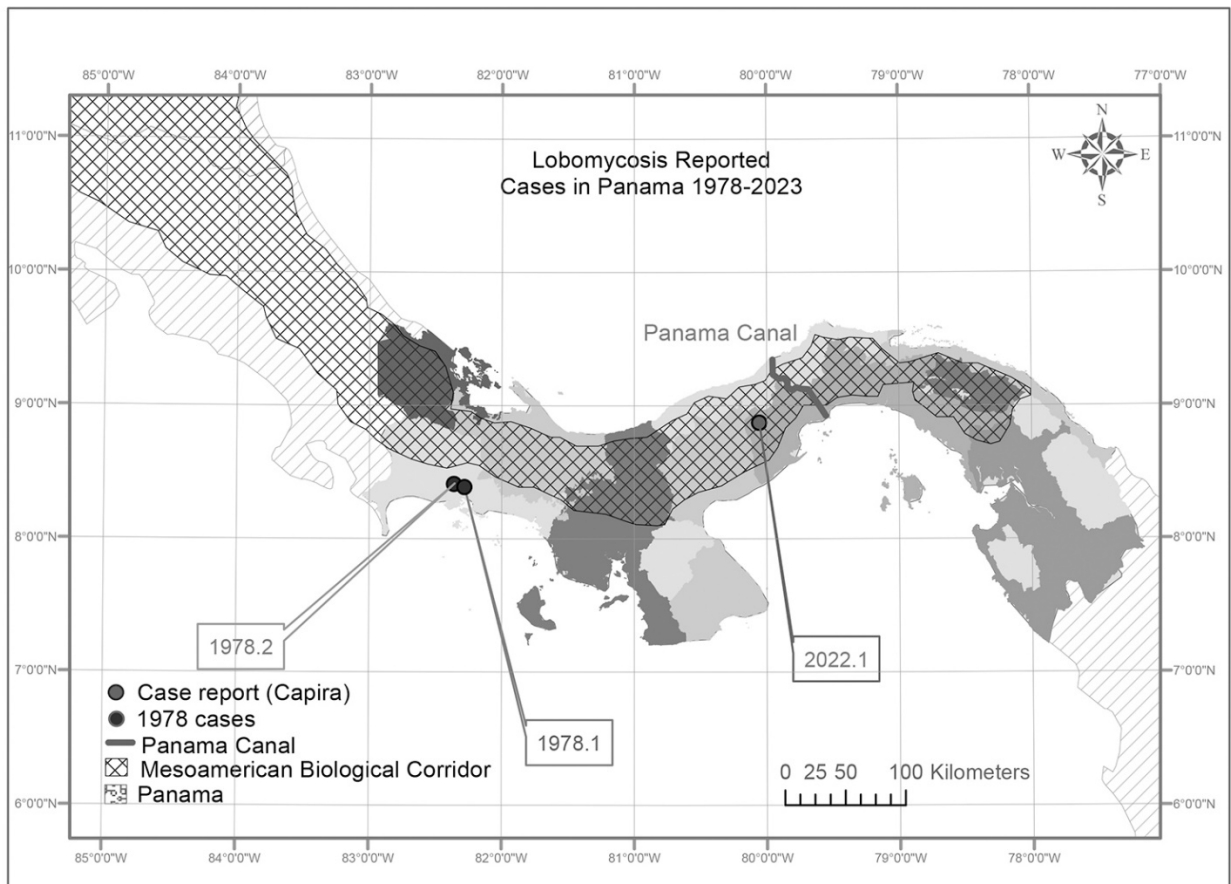 85°0'0"W 84°0'0"W 83°0'0"W 82°0'0"W 81°0'0"W 80°0'0"W 79°0'0"W 78°0'0"W 77°0'0"W
11°0'0"N 11°0'0"N
N
W E
S
Lobomycosis Reported
Cases in Panama 1978-2023
10°0'0"N 10°0'0"N
Panama Canal
9°0'0"N 9°0'0"N
8°0'0"N 8°0'0"N
1978.2
2022.1
7°0'0"N 7°0'0"N
Case report (Capira)
1978 cases
1978.1
Panama Canal
Mesoamerican Biological Corridor
0 25 50 100 Kilometers
Panama
6°0'0"N 6°0'0"N
85°0'0"W 84°0'0"W 83°0'0"W 82°0'0"W 81°0'0"W 80°0'0"W 79°0'0"W 78°0'0"W